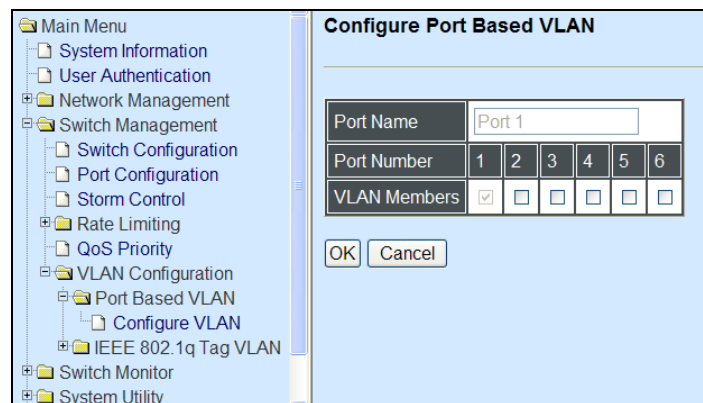 Main Menu
System Information
User Authentication
Network Management
Switch Management
Switch Configuration
Port Configuration
Storm Control
Rate Limiting
QoS Priority
VLAN Configuration
Port Based VLAN
Configure VLAN
IEEE 802.1q Tag VLAN
Switch Monitor
System Utility
Configure Port Based VLAN
Port Name Port 1
Port Number 1 2 3 4 5 6
VLAN Members
OK Cancel